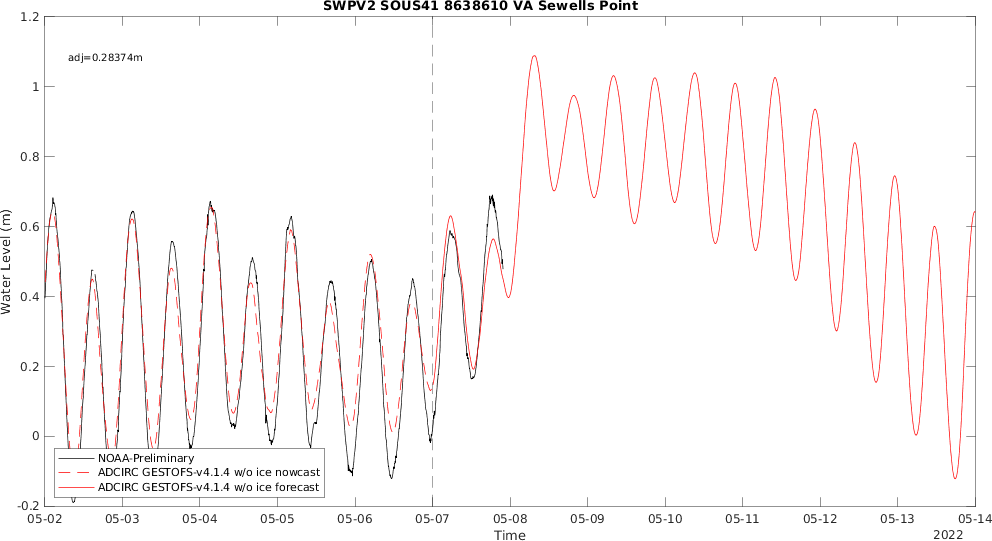 SWPV2 SOUS41 8638610 VA Sewells Point
adj=0.28374m
1.2
1
0.8
0.6
0.4
0.2
0
-0.2
Water Level (m)
NOAA-Preliminary
ADCIRC GESTOFS-v4.1.4 w/o ice nowcast
ADCIRC GESTOFS-v4.1.4 w/o ice forecast
05-02 05-03 05-04 05-05 05-06 05-07 05-08 05-09 05-10 05-11 05-12 05-13 05-14
Time
2022